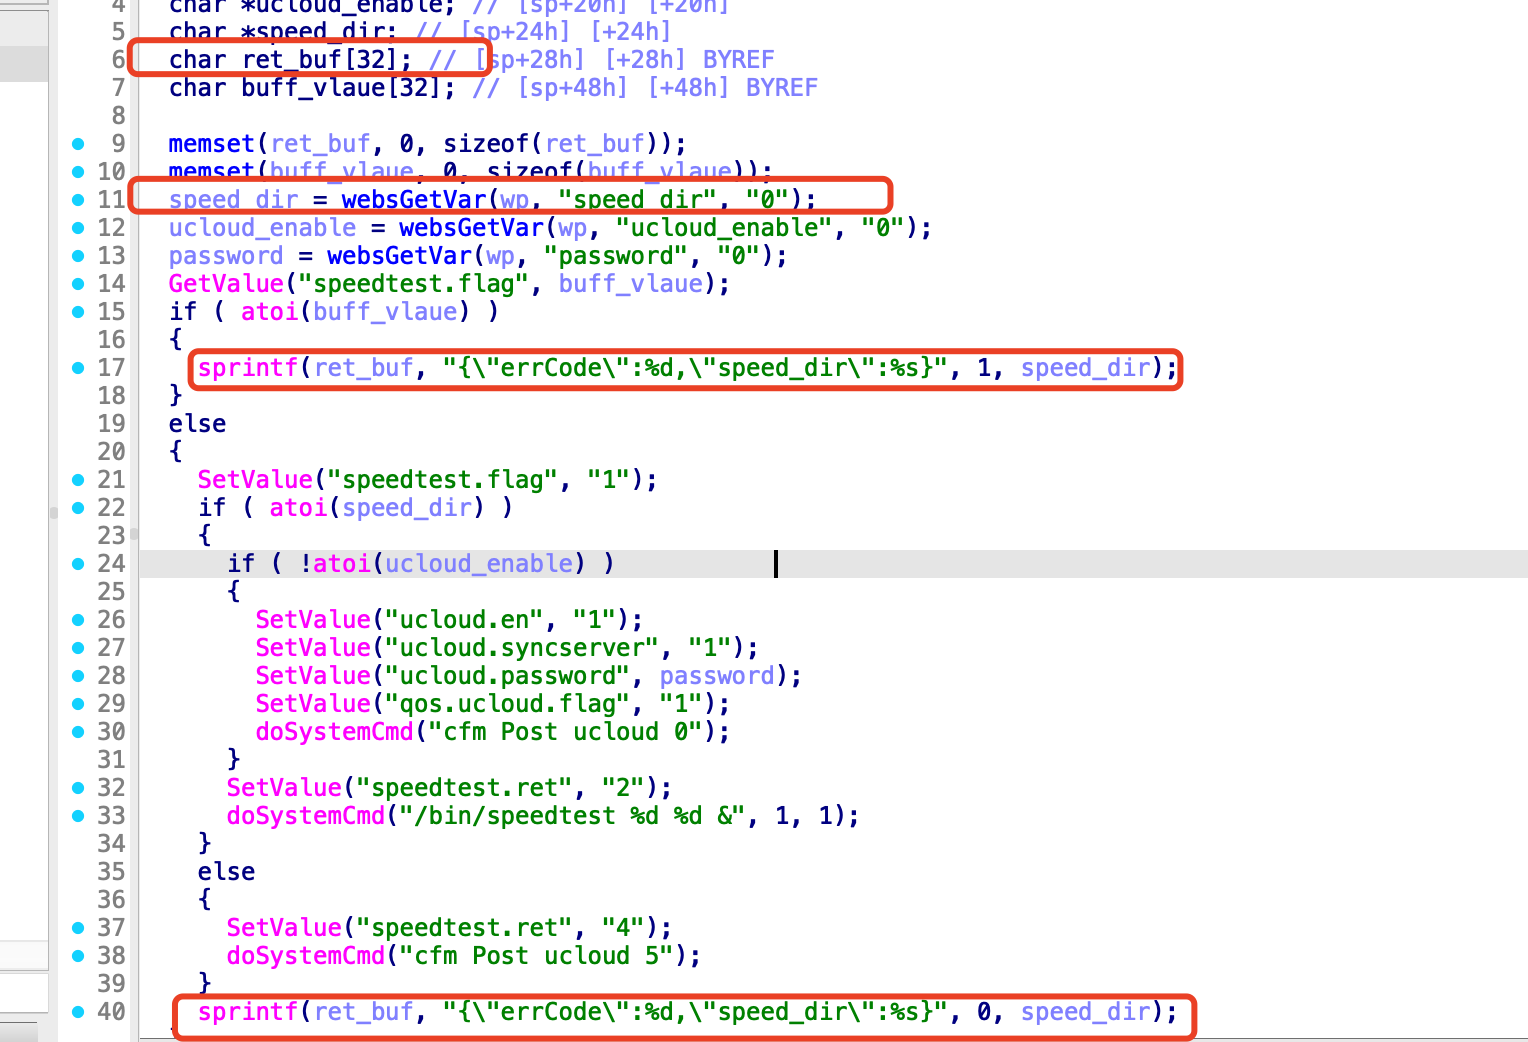 4 char *ucloud_enable; // [sp+20h] [+20h]
5 char *speed_dir; // [sp+24h] [+24h]
6 char ret_buf[32]; // [sp+28h] [+28h] BYREF
7 char buff_vlaue[32]; // [sp+48h] [+48h] BYREF
8
9 memset(ret_buf, 0, sizeof(ret_buf));
10 memset(buff_vlaue, 0, sizeof(buff_vlaue));
11 speed_dir = websGetVar(wp, "speed_dir", "0");
12 ucloud_enable = websGetVar(wp, "ucloud_enable", "0");
13 password = websGetVar(wp, "password", "0");
14 GetValue("speedtest.flag", buff_vlaue);
15 if ( atoi(buff_vlaue) )
16 {
17 sprintf(ret_buf, "{\"errCode\":%d,\"speed_dir\":%s}", 1, speed_dir);
18 }
19 else
20 {
21 SetValue("speedtest.flag", "1");
22 if ( atoi(speed_dir) )
23 {
24 if ( !atoi(ucloud_enable) )
25 {
26 SetValue("ucloud.en", "1");
27 SetValue("ucloud.syncserver", "1");
28 SetValue("ucloud.password", password);
29 SetValue("qos.ucloud.flag", "1");
30 doSystemCmd("cfm Post ucloud 0");
31 }
32 SetValue("speedtest.ret", "2");
33 doSystemCmd("/bin/speedtest %d %d &", 1, 1);
34 }
35 else
36 {
37 SetValue("speedtest.ret", "4");
38 doSystemCmd("cfm Post ucloud 5");
39 }
40 sprintf(ret_buf, "{\"errCode\":%d,\"speed_dir\":%s}", 0, speed_dir);